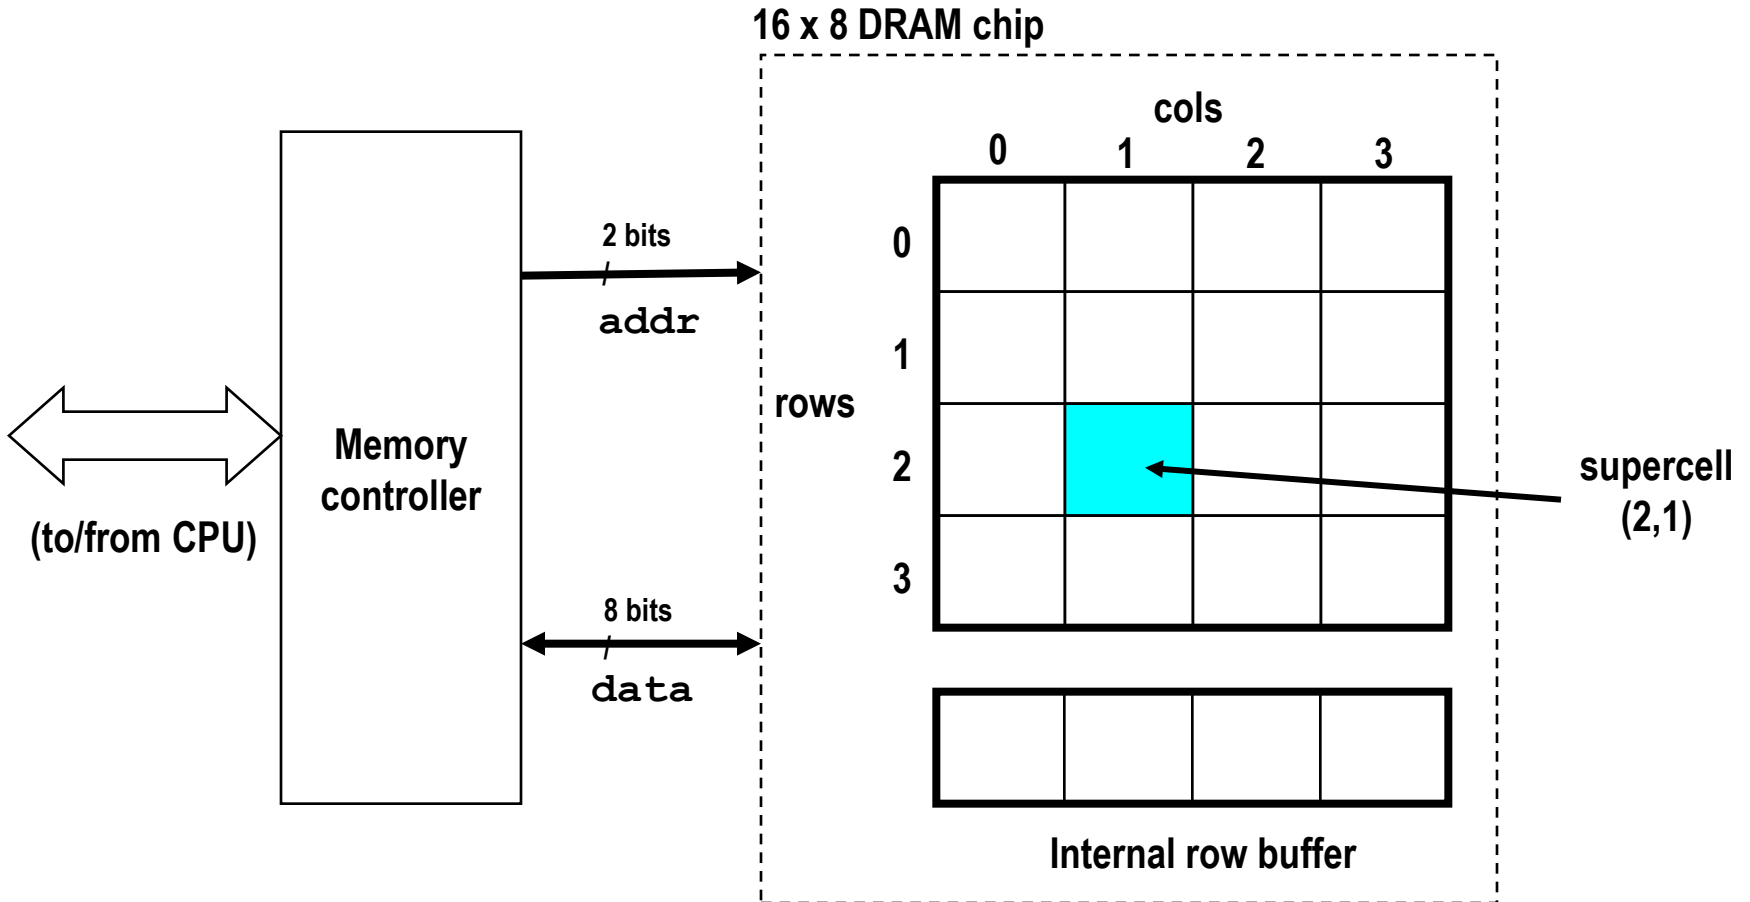 16 x 8 DRAM chip
cols
0 1 2 3
2 bits
addr
0
1
rows
Memory
controller
2
supercell
(2,1)
(to/from CPU)
3
8 bits
data
Internal row buffer